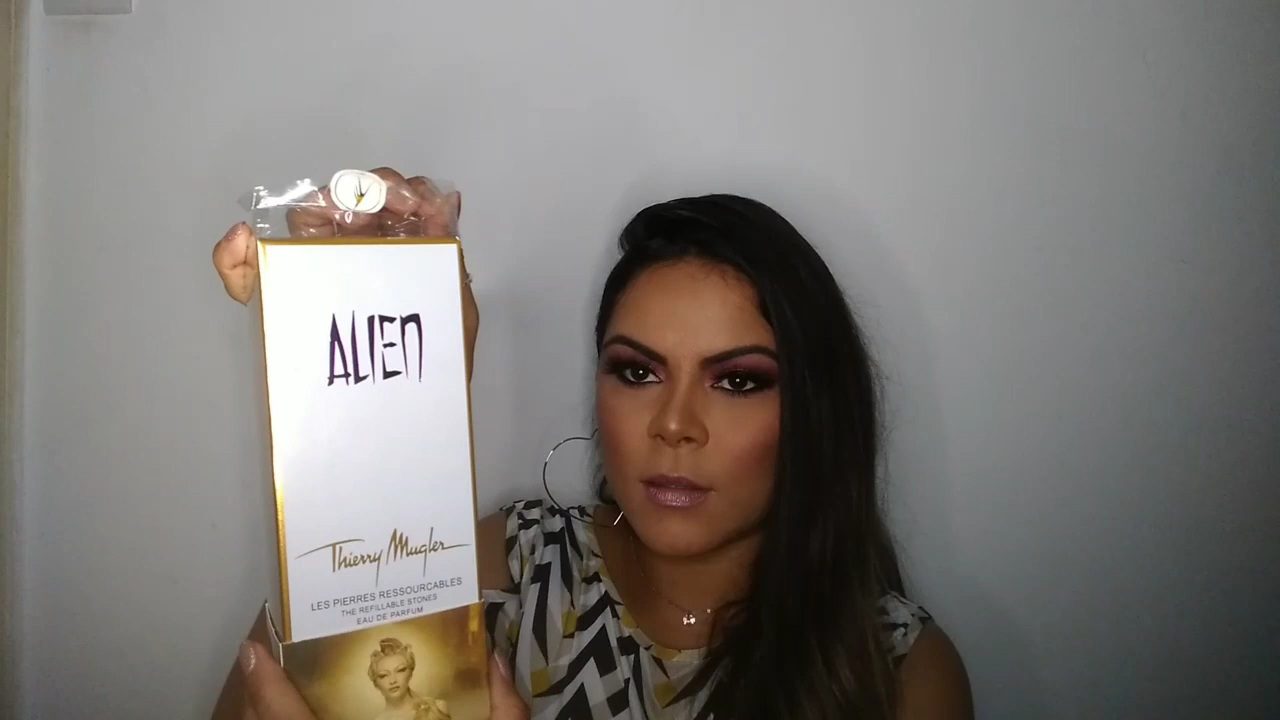 ALIEN
Thierry Mugler
LES PIERRES RESSOURCABLES
THE REFILLABLE STONES
EAU DE PARFUM